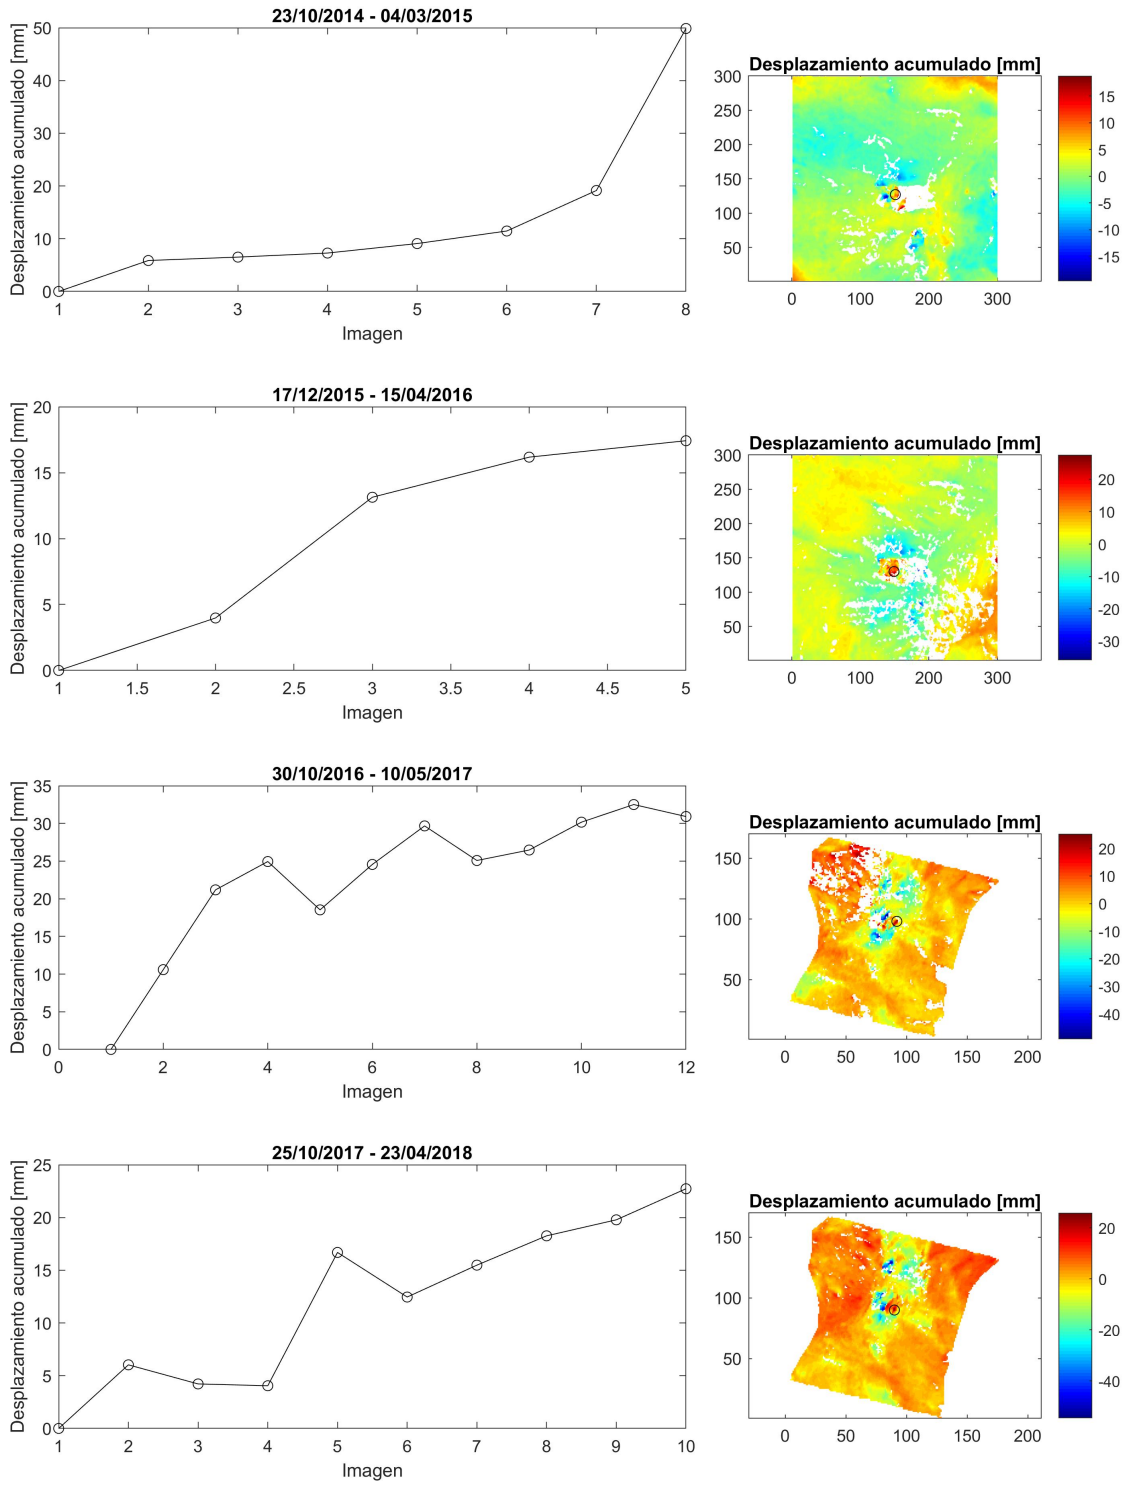 23/10/2014 - 04/03/2015
Desplazamiento acumulado [mm]
50
40
30
20
10
0
1 2 3 4 5 6 7 8
Imagen
Desplazamiento acumulado [mm]
300
250
200
150
100
50
0 100 200 300
15
10
5
0
-5
-10
-15
17/12/2015 - 15/04/2016
Desplazamiento acumulado [mm]
20
15
10
5
0
1 1.5 2 2.5 3 3.5 4 4.5 5
Imagen
Desplazamiento acumulado [mm]
300
250
200
150
100
50
0 100 200 300
20
10
0
-10
-20
-30
30/10/2016 - 10/05/2017
Desplazamiento acumulado [mm]
35
30
25
20
15
10
5
0
0 2 4 6 8 10 12
Imagen
Desplazamiento acumulado [mm]
150
100
50
0 50 100 150 200
20
10
0
-10
-20
-30
-40
25/10/2017 - 23/04/2018
Desplazamiento acumulado [mm]
25
20
15
10
5
0
1 2 3 4 5 6 7 8 9 10
Imagen
Desplazamiento acumulado [mm]
150
100
50
0 50 100 150 200
20
0
-20
-40